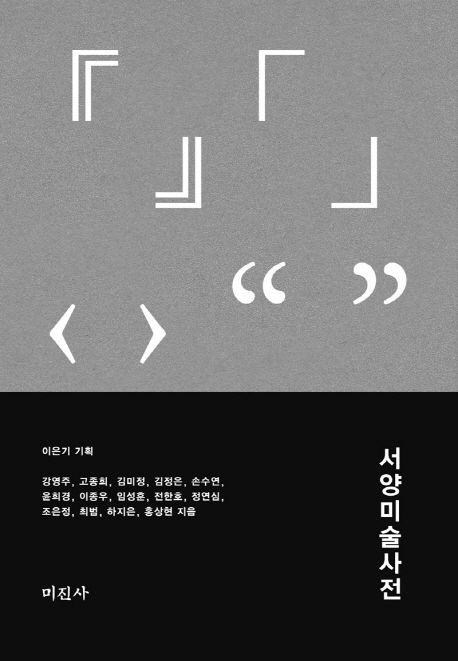 『 「
』 」
“ ”
〈 〉
이은기 기획
강영주, 고종희, 김미정, 김정은, 손수연,
윤희경, 이종우, 임성훈, 전한호, 정연심,
조은정, 최범, 하지은, 홍상현 지음
서양미술사전
미진사